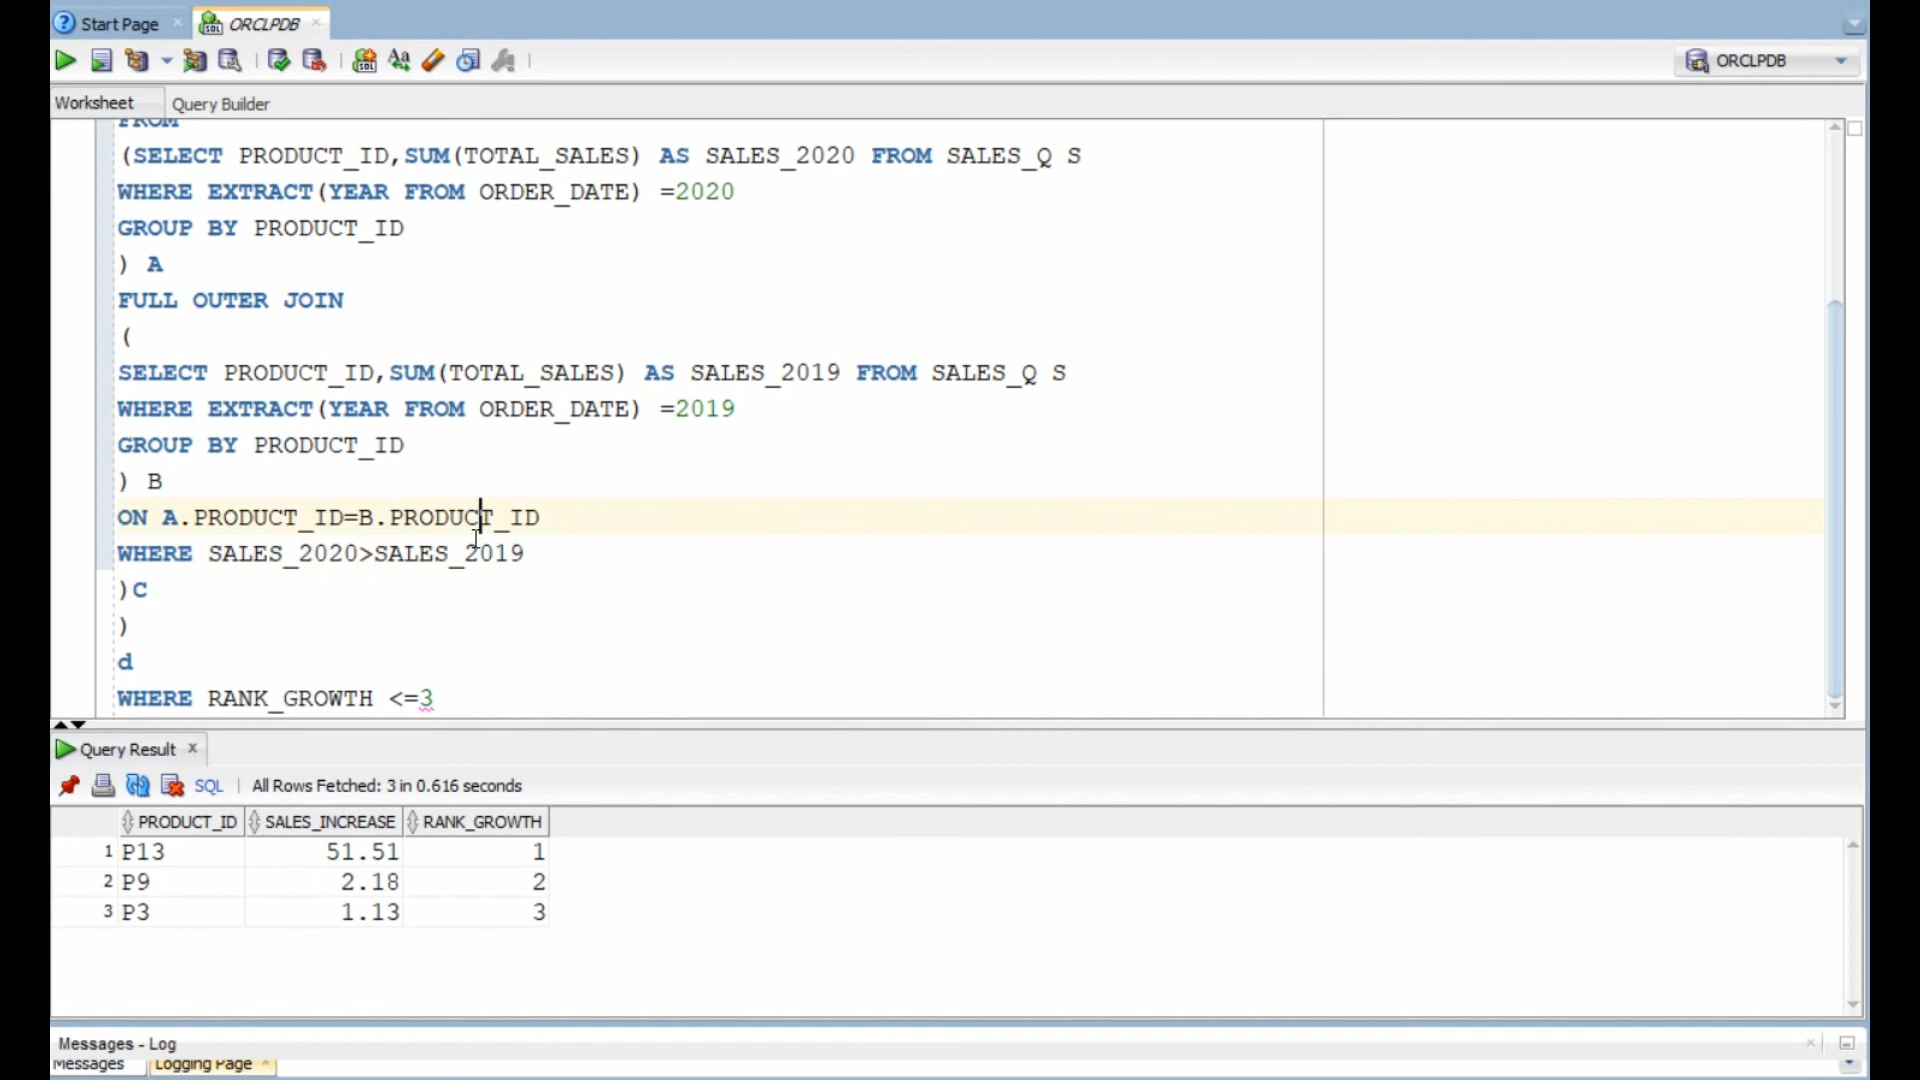 Start Page
ORCLPDB
ORCLPDB
Worksheet
Query Builder
FROM
(SELECT PRODUCT_ID,SUM(TOTAL_SALES) AS SALES_2020 FROM SALES_Q S
WHERE EXTRACT(YEAR FROM ORDER_DATE) =2020
GROUP BY PRODUCT_ID
) A
FULL OUTER JOIN
(
SELECT PRODUCT_ID,SUM(TOTAL_SALES) AS SALES_2019 FROM SALES_Q S
WHERE EXTRACT(YEAR FROM ORDER_DATE) =2019
GROUP BY PRODUCT_ID
) B
ON A.PRODUCT_ID=B.PRODUCT_ID
WHERE SALES_2020>SALES_2019
)C
)
d
WHERE RANK_GROWTH <=3
Query Result
SQL | All Rows Fetched: 3 in 0.616 seconds
PRODUCT_ID SALES_INCREASE RANK_GROWTH
1 P13 51.51 1
2 P9 2.18 2
3 P3 1.13 3
Messages - Log
Messages Logging Page